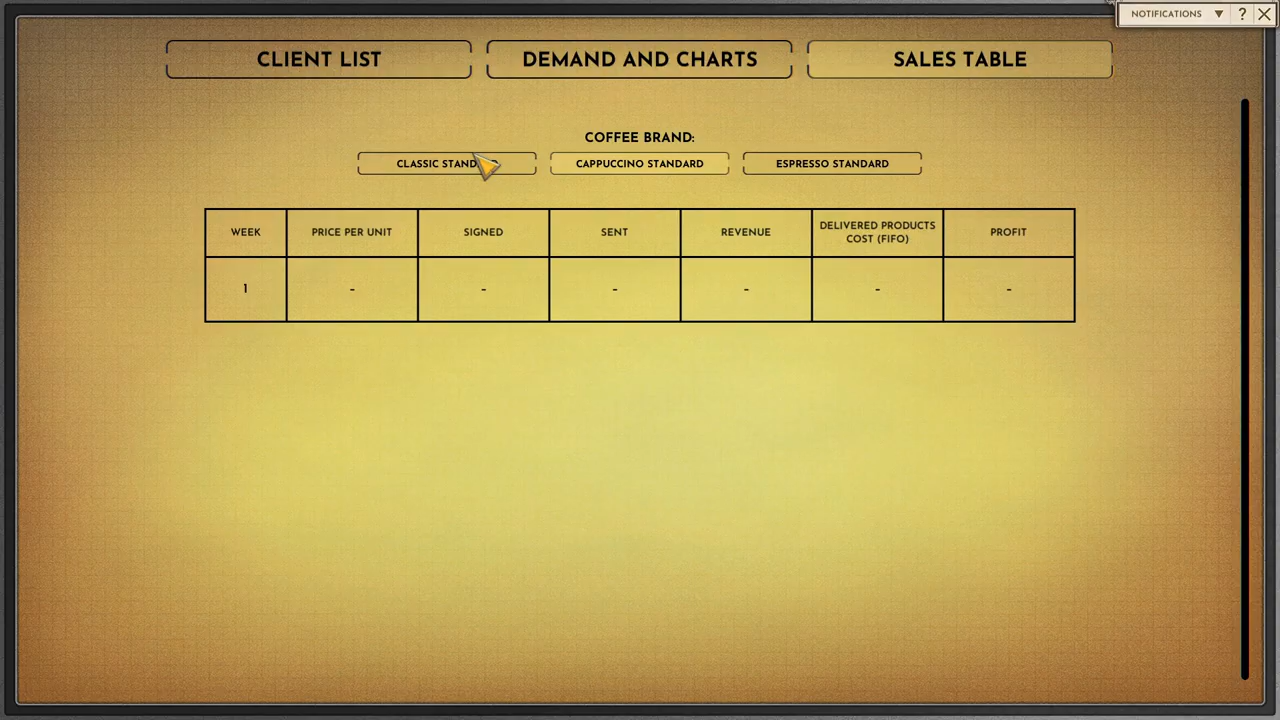 NOTIFICATIONS ▼ ?
CLIENT LIST
DEMAND AND CHARTS
SALES TABLE
COFFEE BRAND:
CLASSIC
CAPPUCCINO STANDARD
ESPRESSO STANDARD
WEEK
PRICE PER UNIT
SIGNED
SENT
REVENUE
DELIVERED PRODUCTS
COST (FIFO)
PROFIT
1 - - - - - -